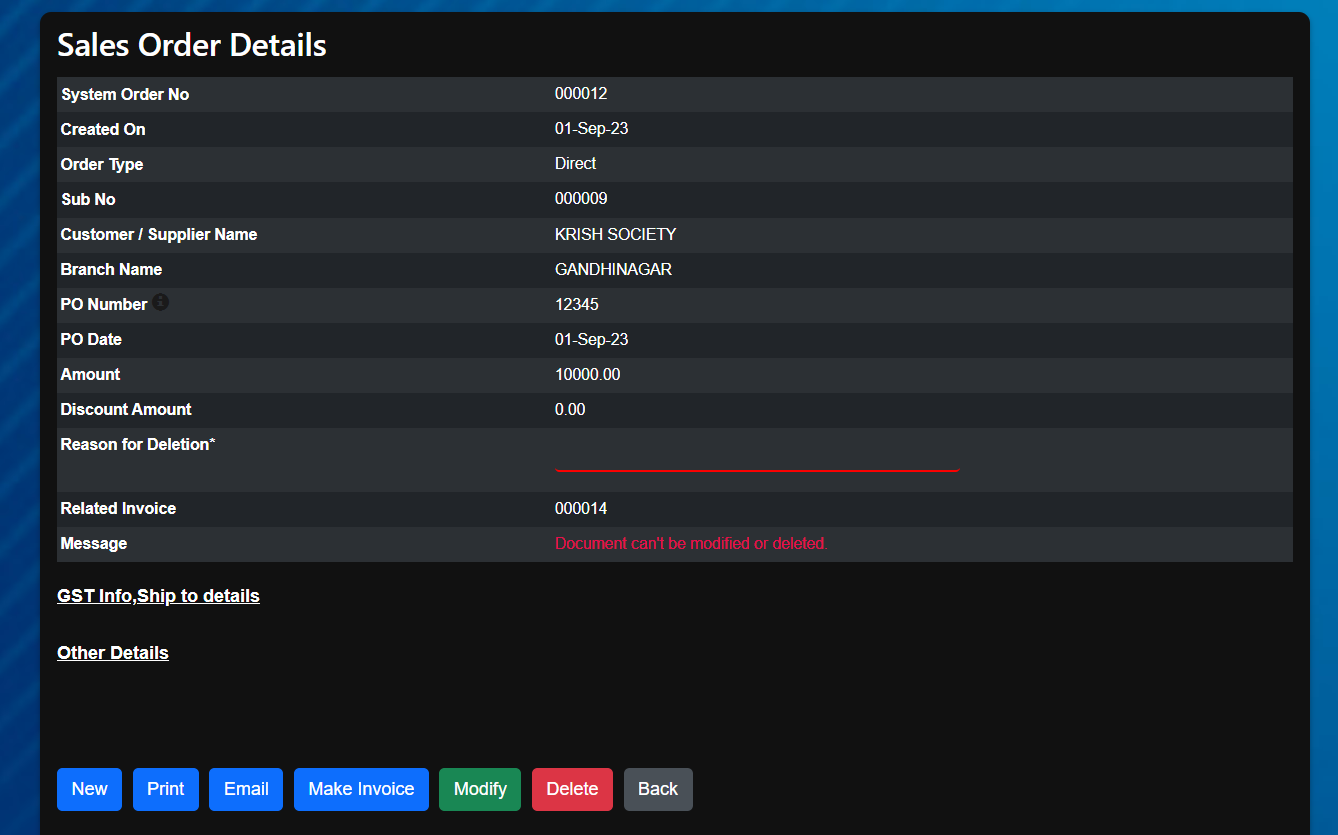 Sales Order Details
System Order No 000012
Created On 01-Sep-23
Order Type Direct
Sub No 000009
Customer / Supplier Name KRISH SOCIETY
Branch Name GANDHINAGAR
PO Number 12345
PO Date 01-Sep-23
Amount 10000.00
Discount Amount 0.00
Reason for Deletion*
Related Invoice 000014
Message Document can't be modified or deleted.
GST Info,Ship to details
Other Details
New Print Email Make Invoice Modify Delete Back